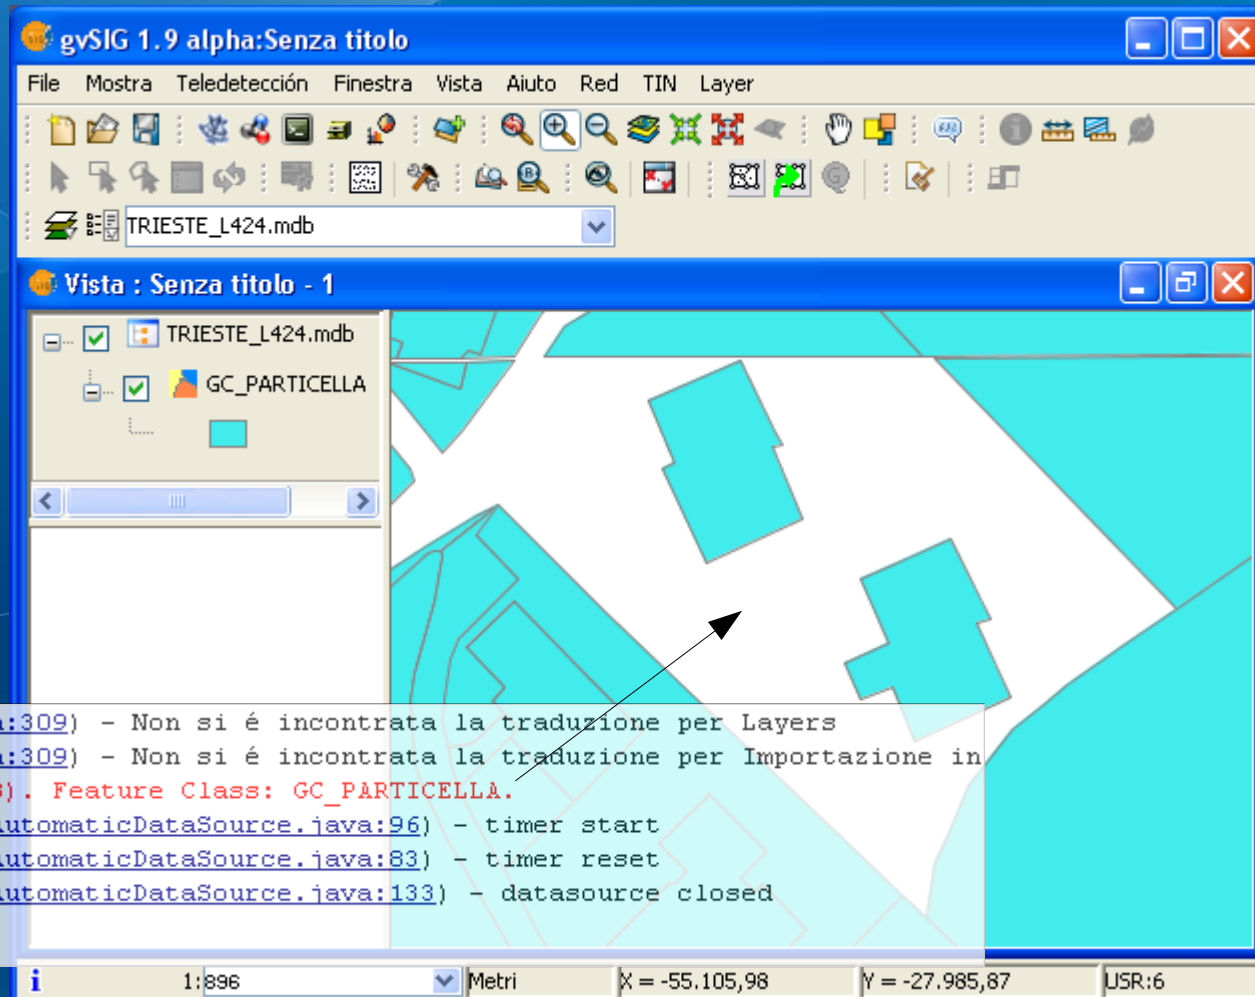 gvSIG 1.9 alpha:Senza titolo
File Mostra Teledetección Finestra Vista Aiuto Red TIN Layer
TRIESTE_L424.mdb
Vista : Senza titolo - 1
TRIESTE_L424.mdb
GC_PARTICELLA
a:309) - Non si é incontrata la traduzione per Layers
a:309) - Non si é incontrata la traduzione per Importazione in
). Feature Class: GC_PARTICELLA.
utomaticDataSource.java:96) - timer start
utomaticDataSource.java:83) - timer reset
utomaticDataSource.java:133) - datasource closed
1:896 Metri X = -55.105,98 Y = -27.985,87 USR:6